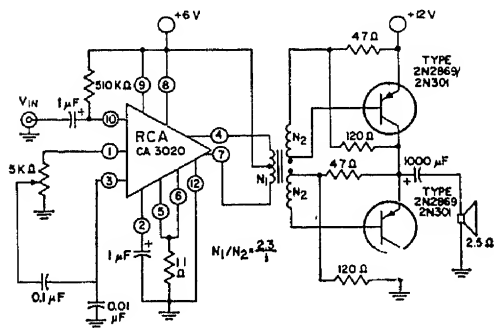 +6V
+12V
47Ω
TYPE
2N2869/
2N301
510KΩ
9
8
1µF
+
VIN
10
RCA
CA 3020
4
7
N1
N2
120Ω
47Ω
1000 µF
+
1
5KΩ
3
12
6
5
2
N2
TYPE
2N2869
2N301
2.5Ω
+
1µF
1.1
Ω
N1/N2=2.3/1
0.1µF
0.01
µF
120Ω